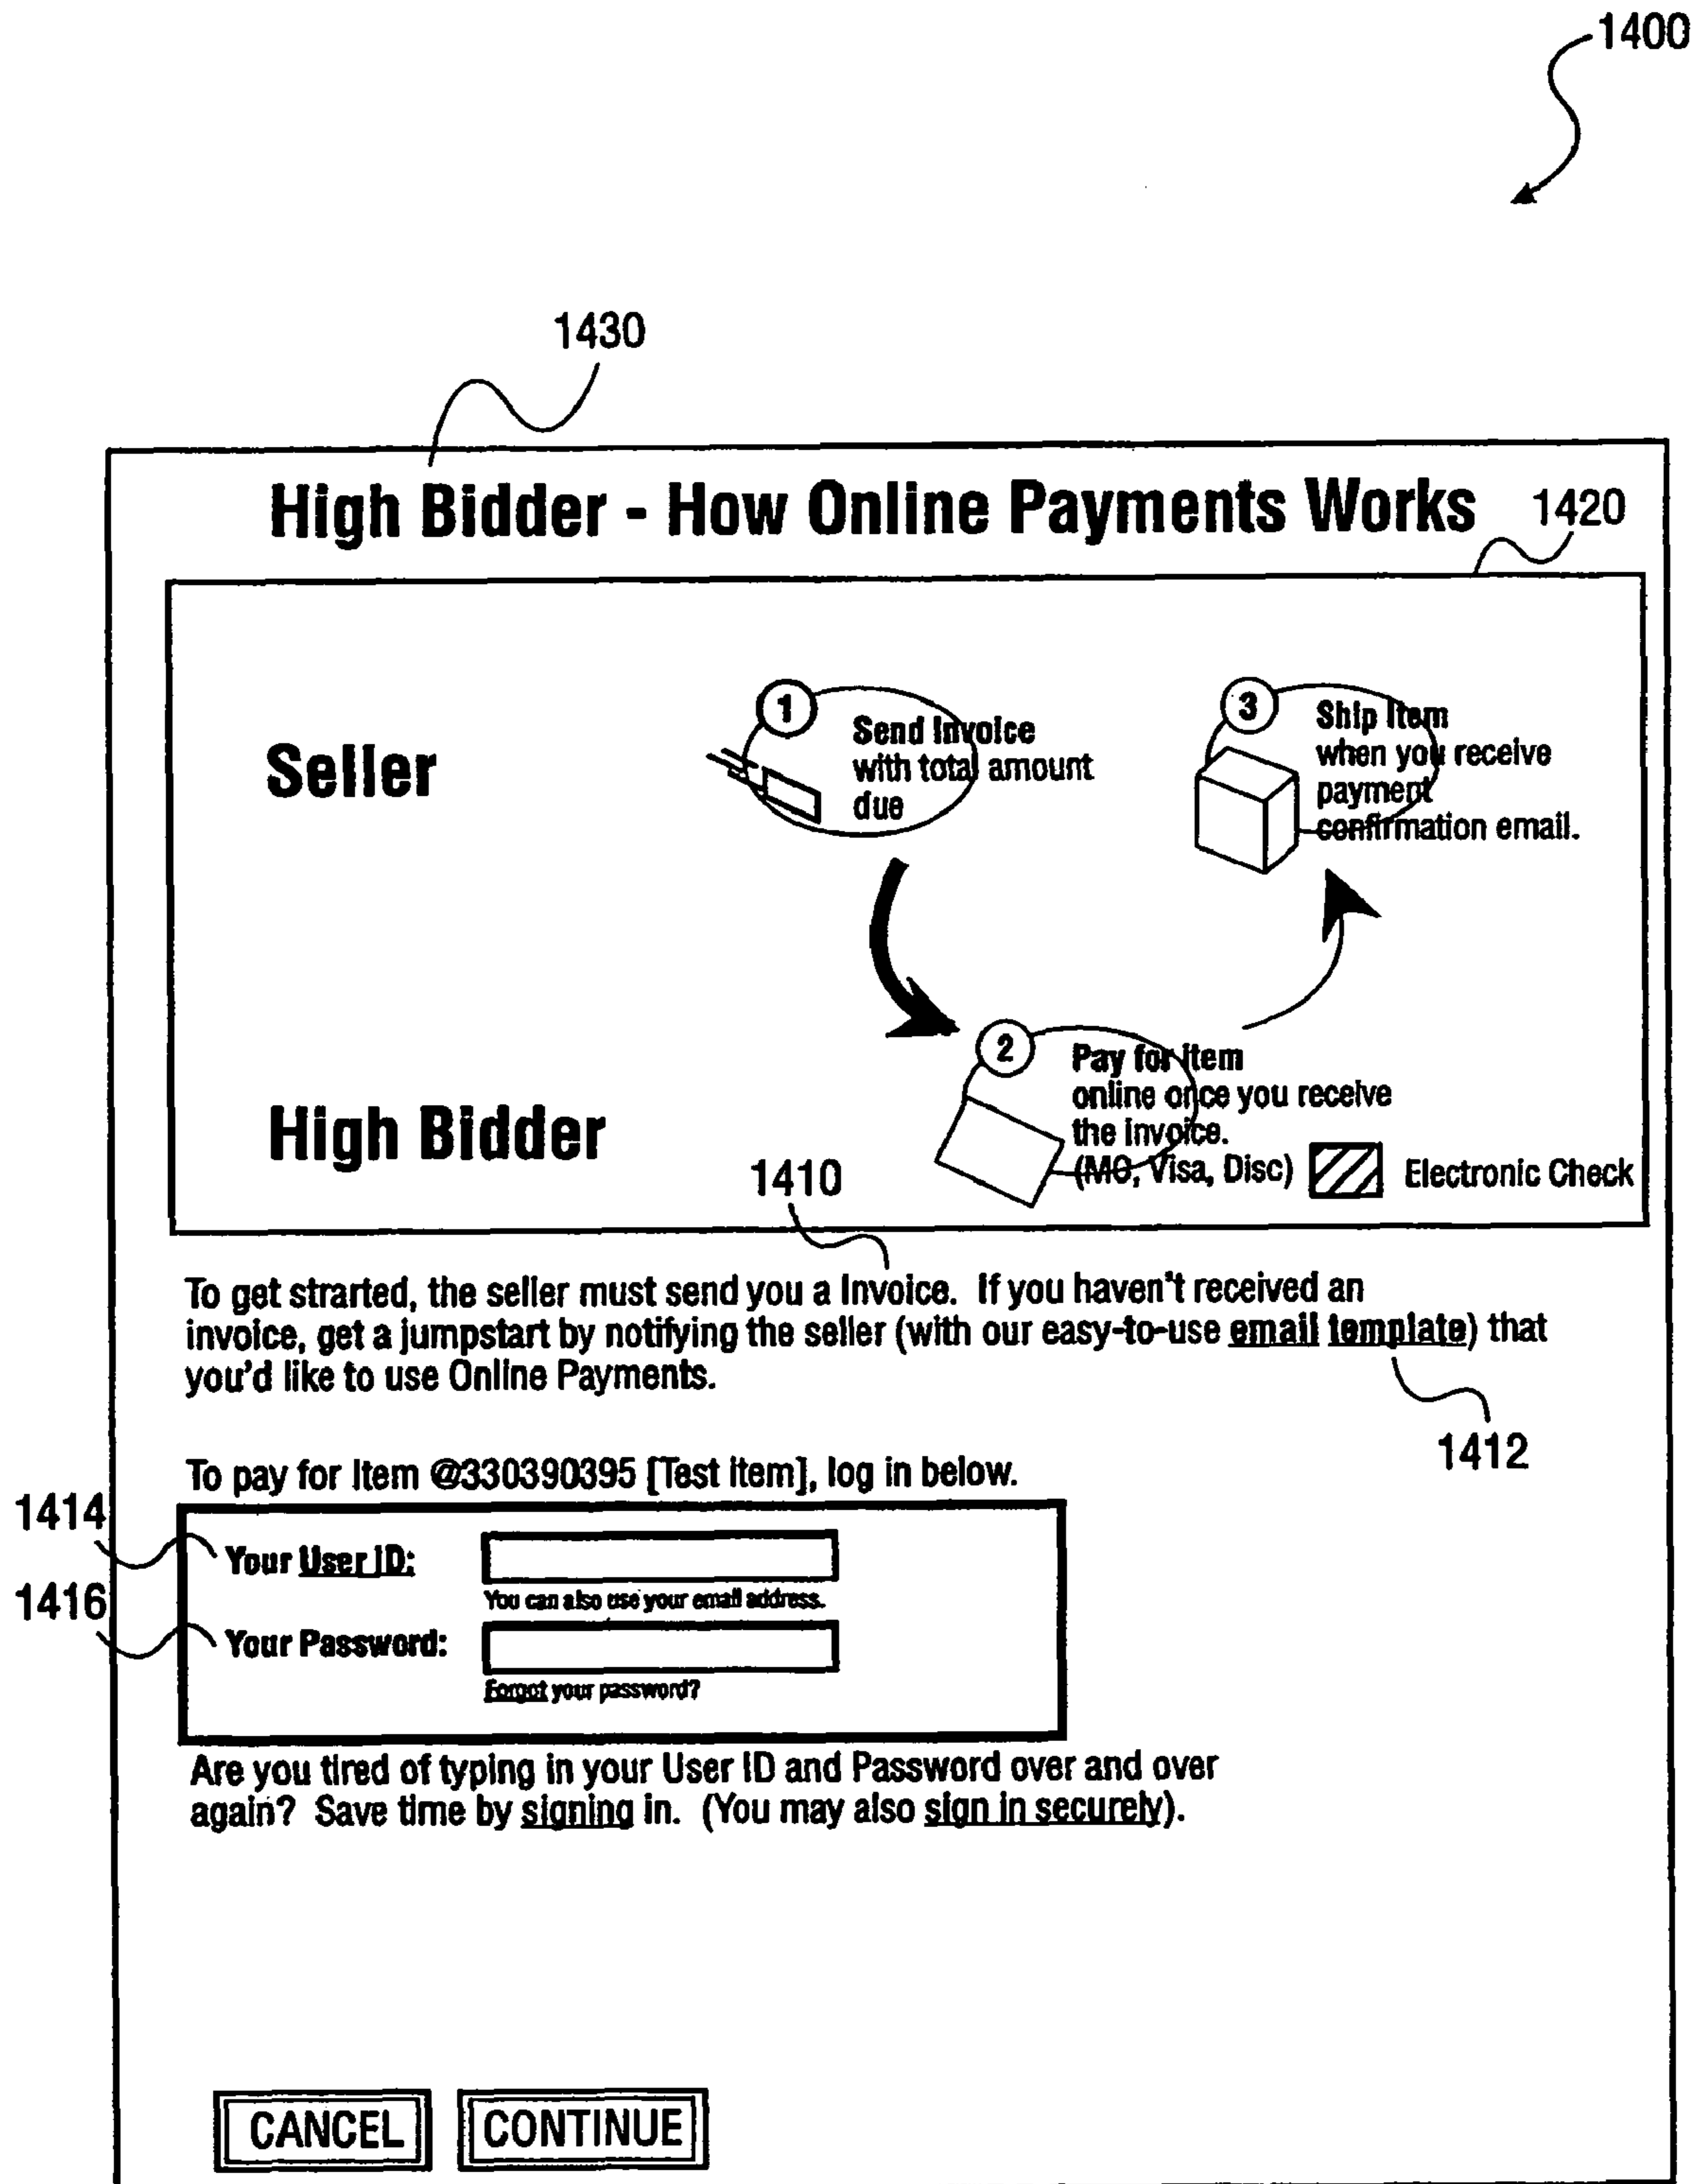 1400
1430
High Bidder - How Online Payments Works
1420
Seller
1
Send Invoice
with total amount
due
3
Ship Item
when you receive
payment
confirmation email.
High Bidder
2
Pay for item
online once you receive
the invoice.
(MC, Visa, Disc)
Electronic Check
1410
To get strarted, the seller must send you a Invoice. If you haven't received an
invoice, get a jumpstart by notifying the seller (with our easy-to-use email template) that
you'd like to use Online Payments.
1412
To pay for Item @330390395 [Test Item], log in below.
1414
Your User ID:
You can also use your email address.
1416
Your Password:
Forgot your password?
Are you tired of typing in your User ID and Password over and over
again? Save time by signing in. (You may also sign in securely).
CANCEL
CONTINUE